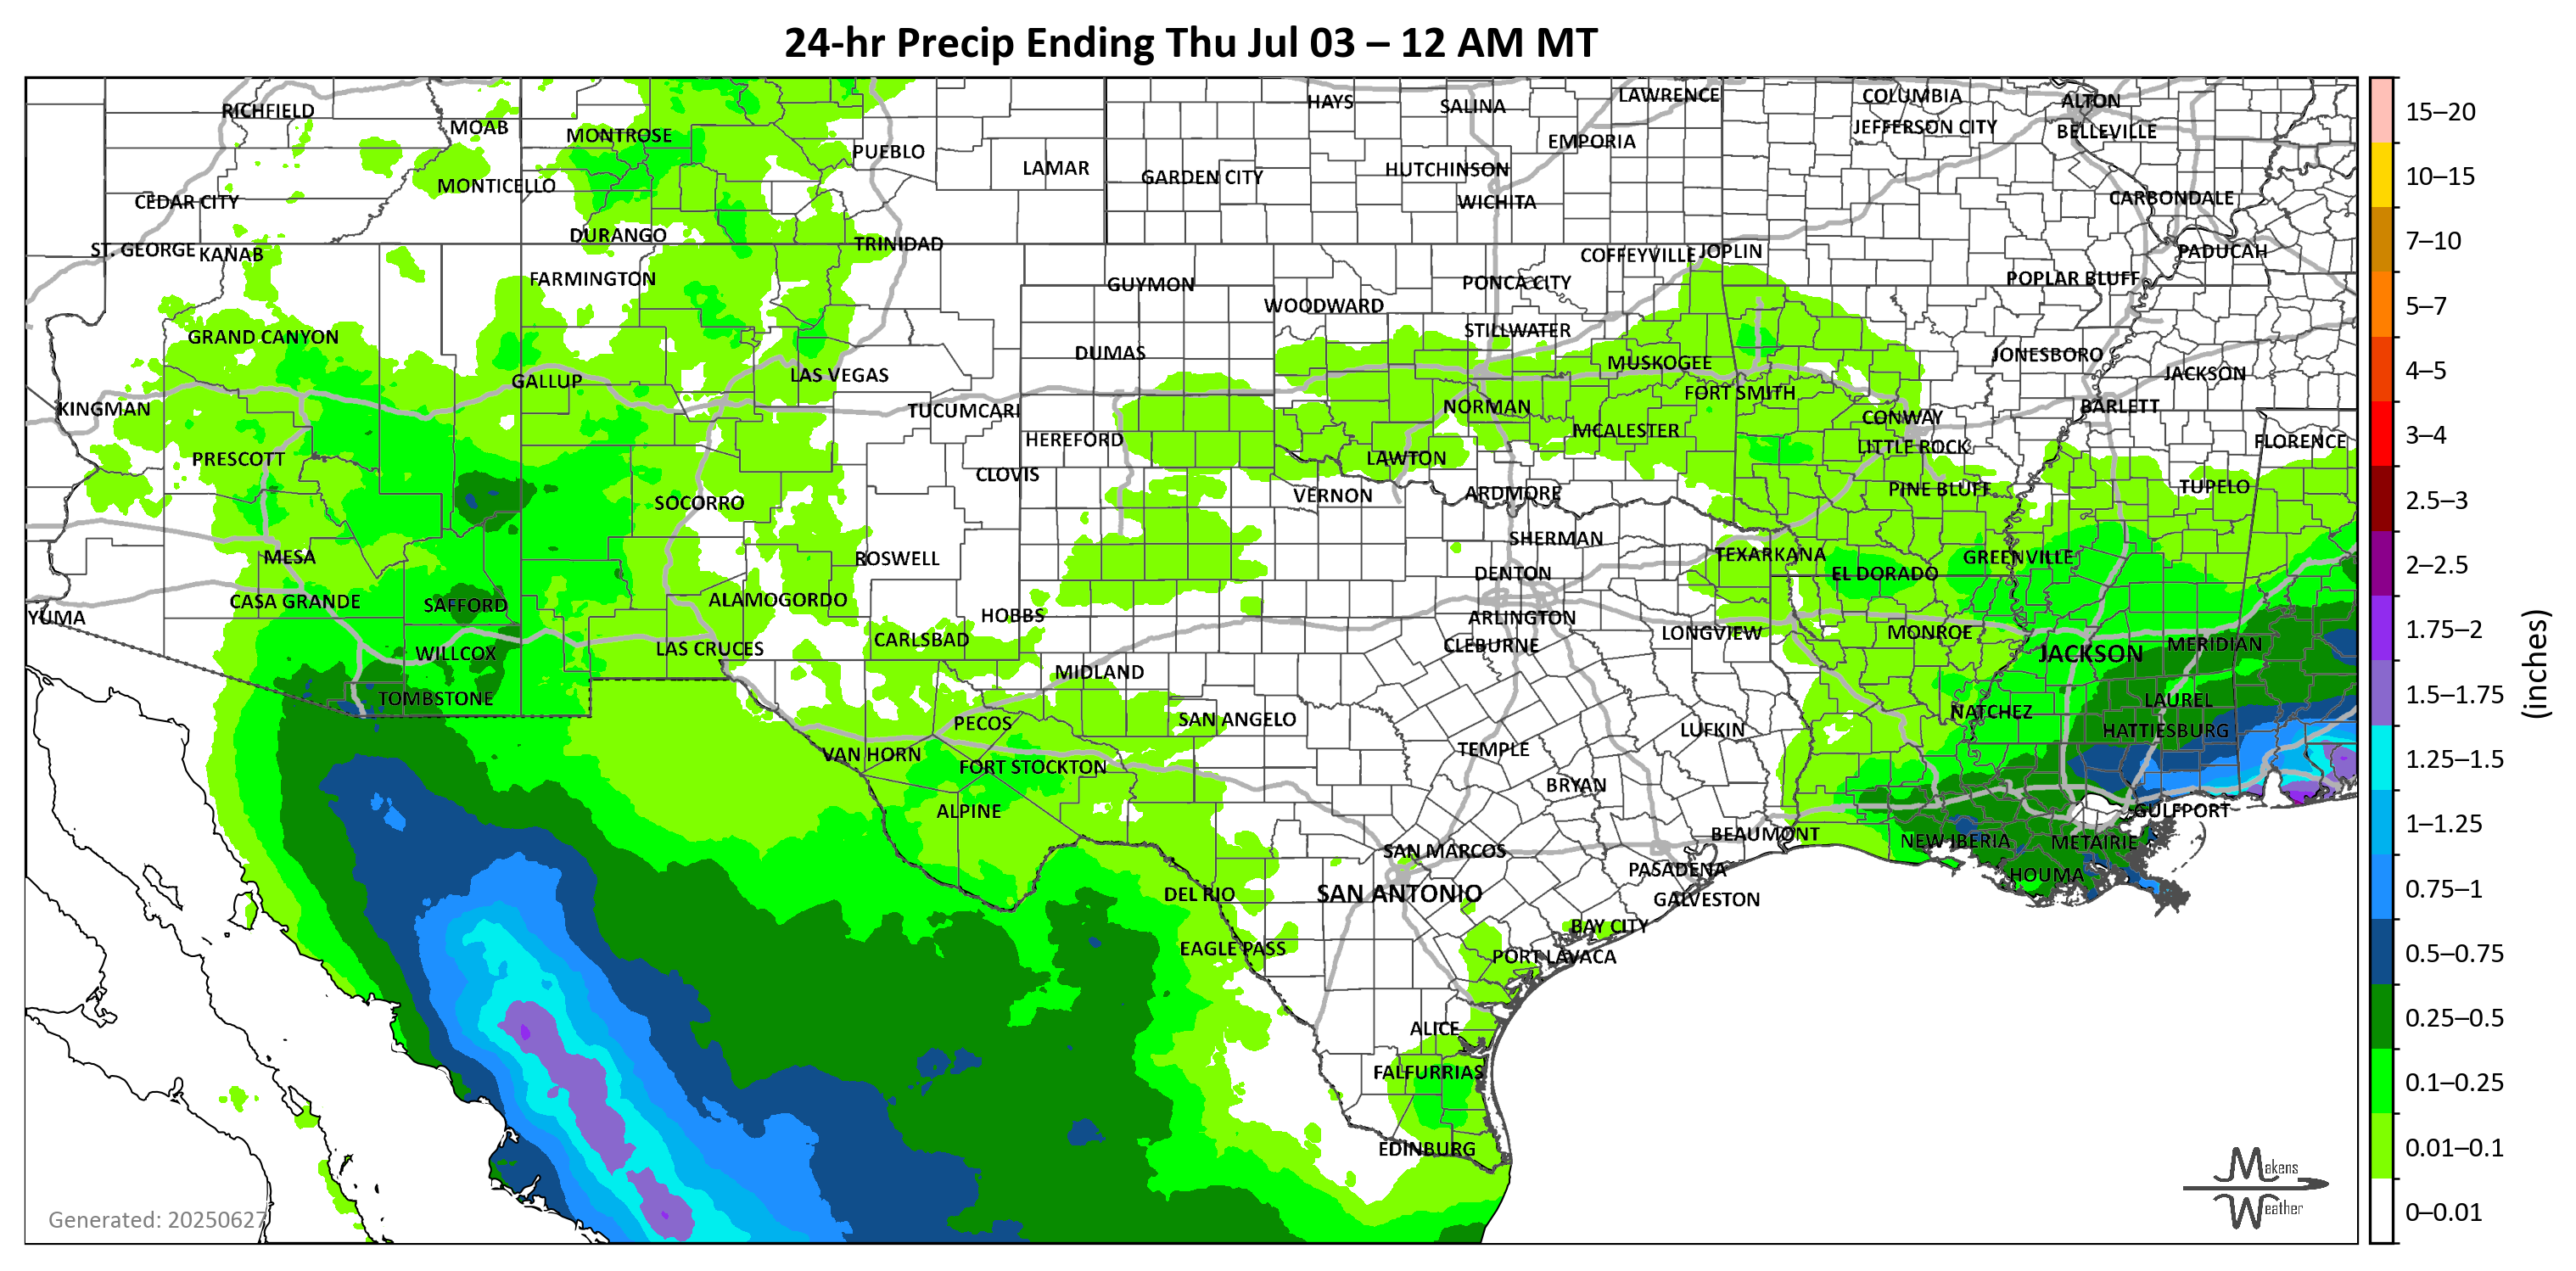 24-hr Precip Ending Thu Jul 03 – 12 AM MT
RICHFIELD
MOAB
MONTROSE
PUEBLO
LAMAR
HAYS
SALINA
LAWRENCE
COLUMBIA
ALTON
JEFFERSON CITY
BELLEVILLE
EMPORIA
GARDEN CITY
HUTCHINSON
WICHITA
MONTICELLO
CEDAR CITY
CARBONDALE
DURANGO
TRINIDAD
ST. GEORGE
KANAB
COFFEYVILLE
JOPLIN
PADUCAH
FARMINGTON
GUYMON
PONCA CITY
POPLAR BLUFF
WOODWARD
GRAND CANYON
STILLWATER
DUMAS
JONESBORO
MUSKOGEE
LAS VEGAS
JACKSON
GALLUP
FORT SMITH
KINGMAN
TUCUMCARI
NORMAN
BARLETT
CONWAY
MCALESTER
HEREFORD
LITTLE ROCK
FLORENCE
PRESCOTT
LAWTON
CLOVIS
VERNON
ARDMORE
PINE BLUFF
TUPELO
SOCORRO
SHERMAN
MESA
ROSWELL
TEXARKANA
GREENVILLE
DENTON
EL DORADO
CASA GRANDE
SAFFORD
ALAMOGORDO
HOBBS
YUMA
ARLINGTON
CARLSBAD
LONGVIEW
MONROE
CLEBURNE
LAS CRUCES
WILLCOX
JACKSON
MERIDIAN
MIDLAND
TOMBSTONE
LAUREL
PECOS
SAN ANGELO
NATCHEZ
LUFKIN
HATTIESBURG
VAN HORN
TEMPLE
FORT STOCKTON
BRYAN
ALPINE
GULFPORT
BEAUMONT
NEW IBERIA
METAIRIE
SAN MARCOS
PASADENA
HOUMA
DEL RIO
SAN ANTONIO
GALVESTON
BAY CITY
EAGLE PASS
PORT LAVACA
ALICE
FALFURRIAS
EDINBURG
Generated: 20250627
Makens
Weather
15–20
10–15
7–10
5–7
4–5
3–4
2.5–3
2–2.5
1.75–2
1.5–1.75
1.25–1.5
1–1.25
0.75–1
0.5–0.75
0.25–0.5
0.1–0.25
0.01–0.1
0–0.01
(inches)